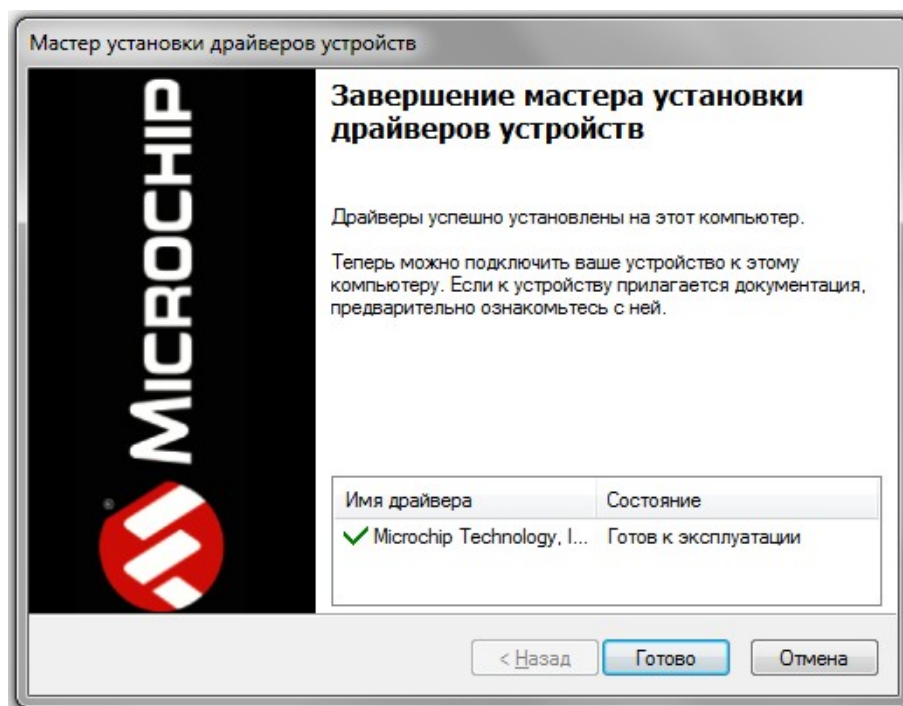 Мастер установки драйверов устройств
MICROCHIP
Завершение мастера установки
драйверов устройств
Драйверы успешно установлены на этот компьютер.
Теперь можно подключить ваше устройство к этому
компьютеру. Если к устройству прилагается документация,
предварительно ознакомьтесь с ней.
Имя драйвера Состояние
Microchip Technology, I... Готов к эксплуатации
< Назад Готово Отмена